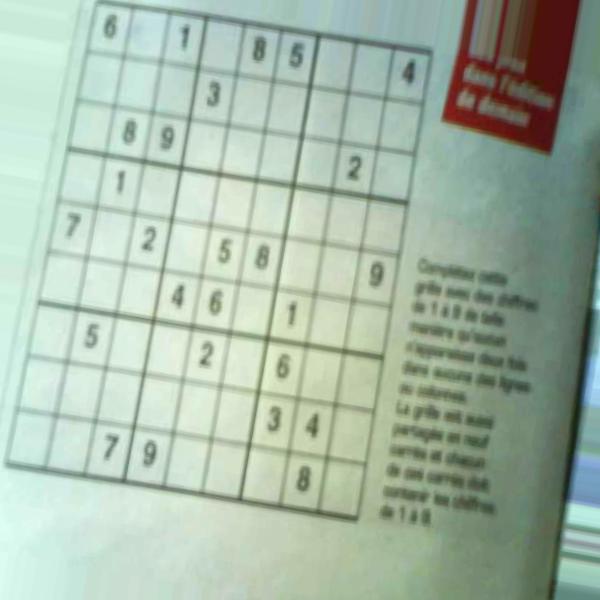 6 1 8 5 4
3
8 9 2
1
7 2 5 8 9
4 6 1
5 2 6
3 4
7 9 8
dans l'édition
de demain
Complétez cette
grille avec des chiffres
de 1 à 9 de telle
manière qu'aucun
n'apparaisse deux fois
dans aucune des lignes
ou colonnes.
La grille est aussi
partagée en neuf
carrés et chacun
de ces carrés doit
contenir les chiffres
de 1 à 9.